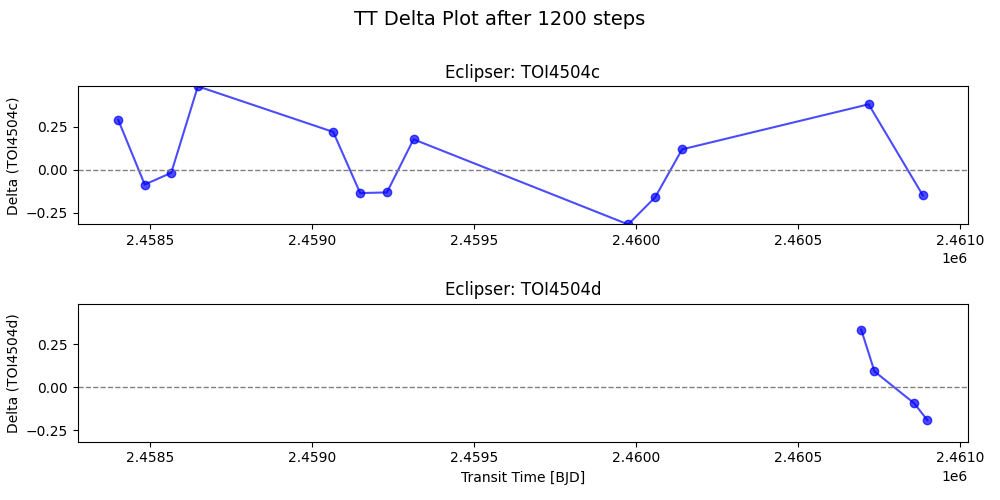 TT Delta Plot after 1200 steps
Eclipser: TOI4504c
Delta (TOI4504c)
0.25
0.00
−0.25
2.4585 2.4590 2.4595 2.4600 2.4605 2.4610
1e6
Eclipser: TOI4504d
Delta (TOI4504d)
0.25
0.00
−0.25
2.4585 2.4590 2.4595 2.4600 2.4605 2.4610
1e6
Transit Time [BJD]